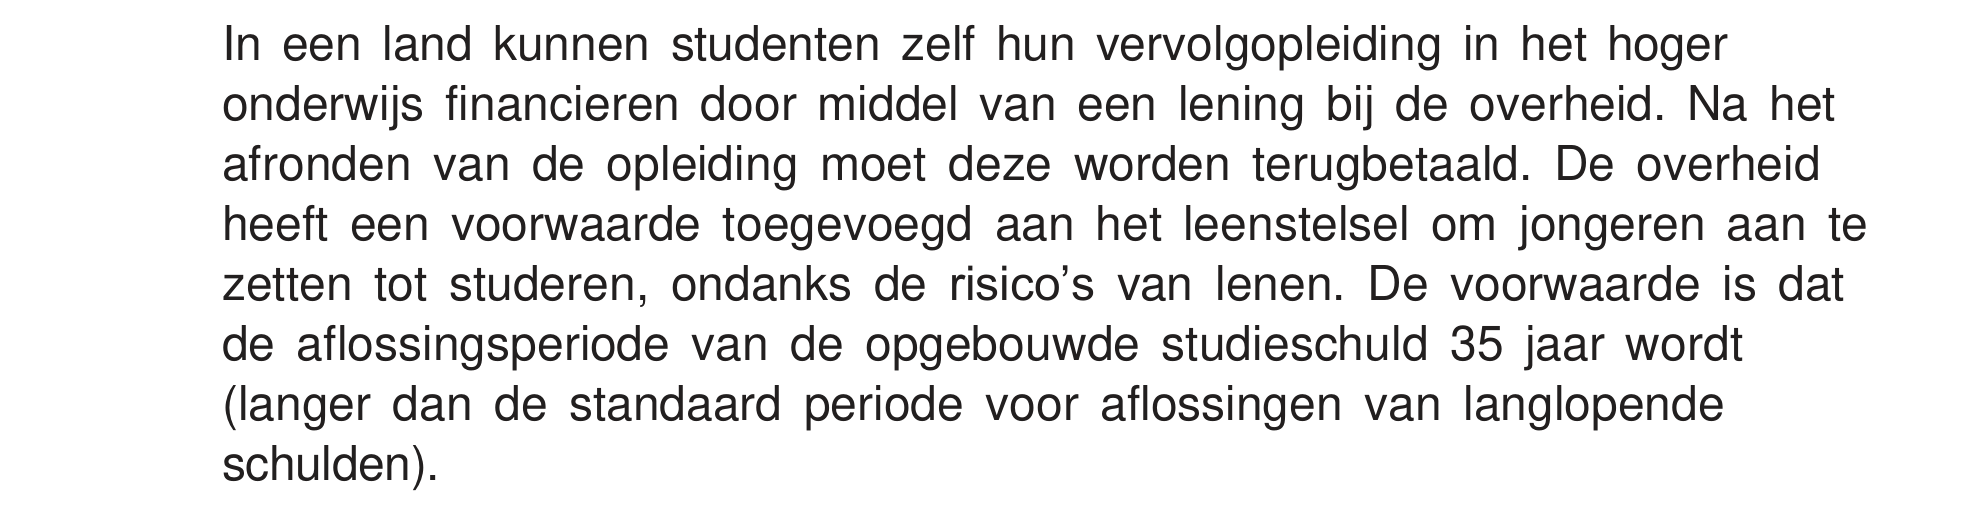 In een land kunnen studenten zelf hun vervolgopleiding in het hoger
onderwijs financieren door middel van een lening bij de overheid. Na het
afronden van de opleiding moet deze worden terugbetaald. De overheid
heeft een voorwaarde toegevoegd aan het leenstelsel om jongeren aan te
zetten tot studeren, ondanks de risico’s van lenen. De voorwaarde is dat
de aflossingsperiode van de opgebouwde studieschuld 35 jaar wordt
(langer dan de standaard periode voor aflossingen van langlopende
schulden).